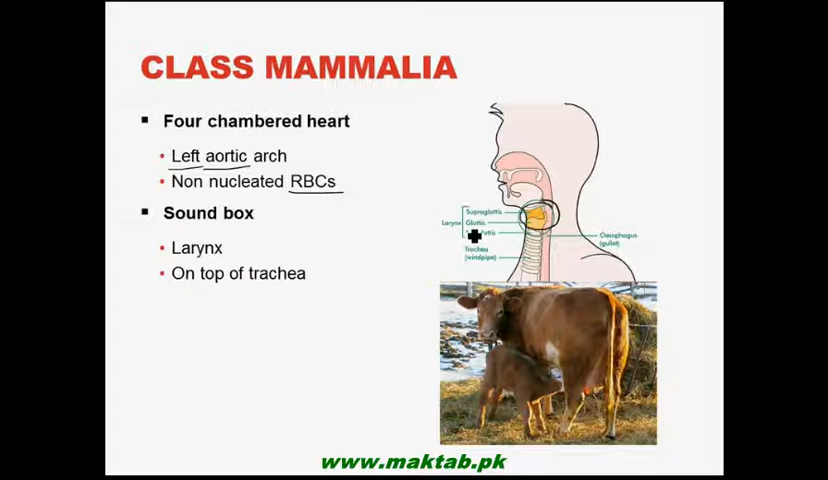 CLASS MAMMALIA
Four chambered heart
Left aortic arch
Non nucleated RBCs
Sound box
Larynx
On top of trachea
Supraglottis
Larynx
Glottis
Trachea
(windpipe)
Oesophagus
(gullet)
www.maktab.pk